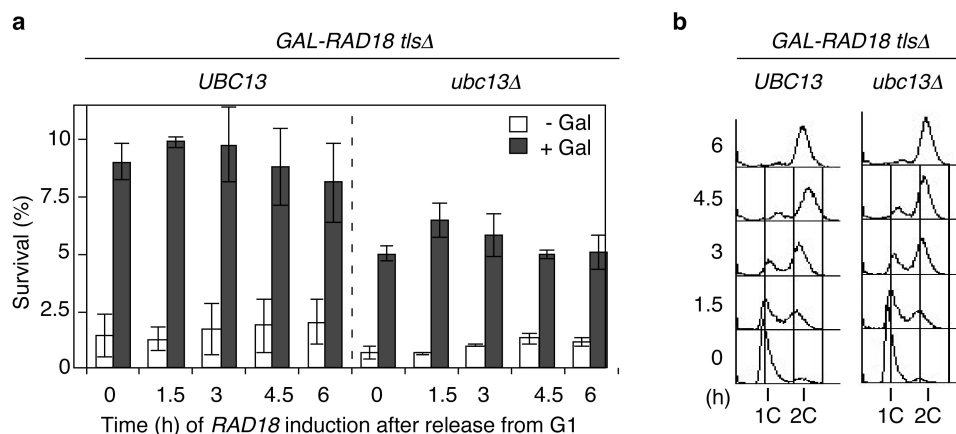 a
GAL-RAD18 tlsΔ
UBC13 ubc13Δ
- Gal
+ Gal
10
7.5
5
2.5
0
Survival (%)
0 1.5 3 4.5 6 0 1.5 3 4.5 6
Time (h) of RAD18 induction after release from G1
b
GAL-RAD18 tlsΔ
UBC13 ubc13Δ
6
4.5
3
1.5
0
(h)
1C 2C 1C 2C